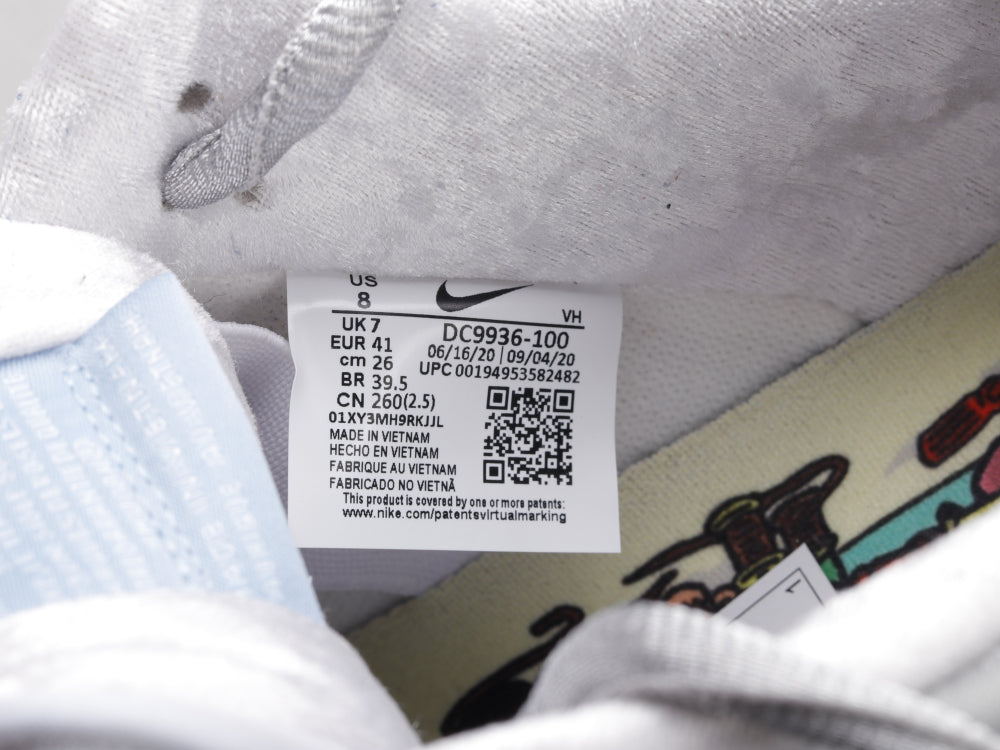 US
8
VH
UK 7
DC9936-100
EUR 41
06/16/20 | 09/04/20
cm 26
UPC 00194953582482
BR 39.5
CN 260(2.5)
01XY3MH9RKJJL
MADE IN VIETNAM
HECHO EN VIETNAM
FABRIQUE AU VIETNAM
FABRICADO NO VIETNÃ
This product is covered by one or more patents:
www.nike.com/patentsvirtualmarking